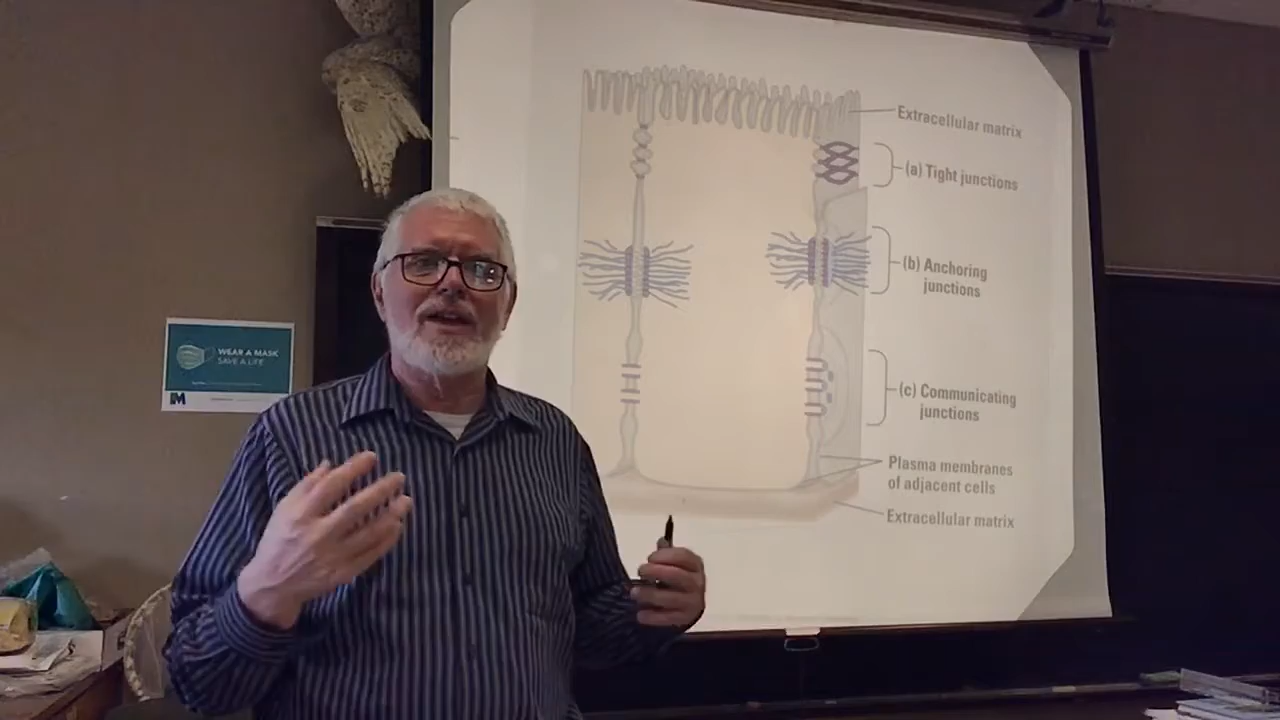 Extracellular matrix
(a) Tight junctions
(b) Anchoring
junctions
(c) Communicating
junctions
Plasma membranes
of adjacent cells
Extracellular matrix
WEAR A MASK
SAVE A LIFE
M